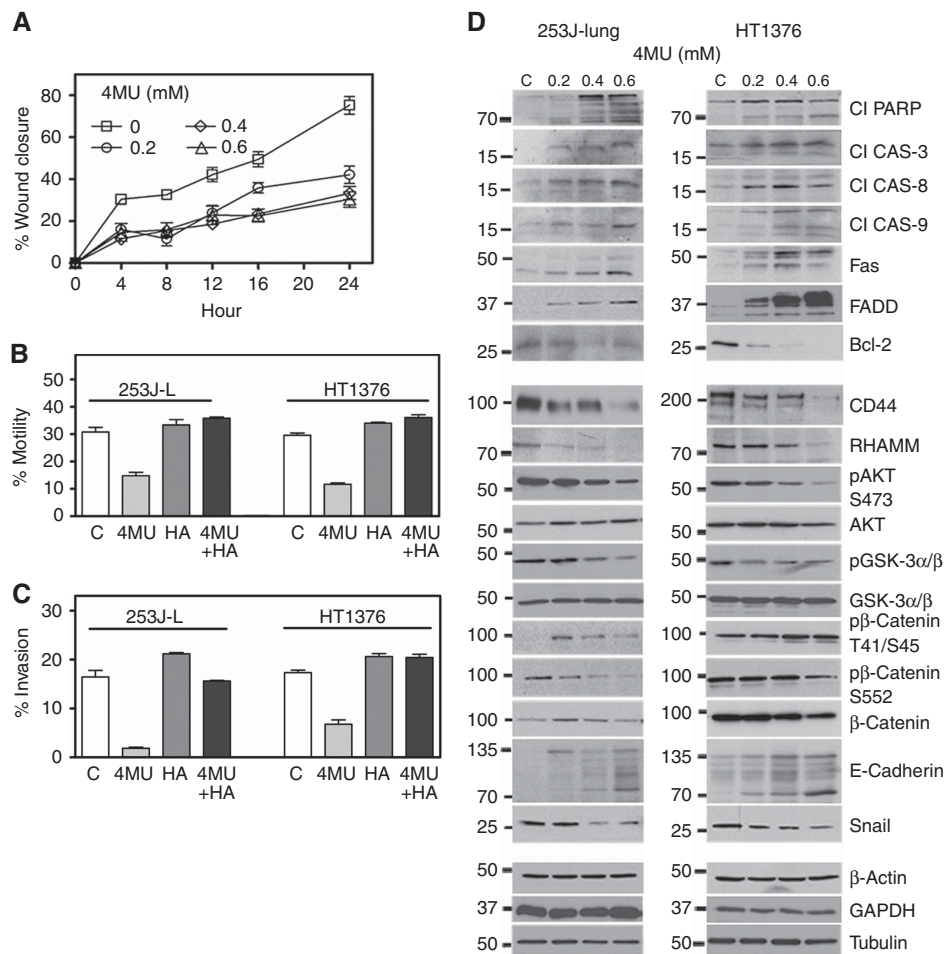 A
4MU (mM)
0
0.4
0.2
0.6
% Wound closure
80
60
40
20
0
0 4 8 12 16 20 24
Hour
B
253J-L
HT1376
% Motility
50
40
30
20
10
0
C 4MU HA 4MU +HA C 4MU HA 4MU +HA
C
253J-L
HT1376
% Invasion
30
20
10
0
C 4MU HA 4MU +HA C 4MU HA 4MU +HA
D
253J-lung HT1376
4MU (mM)
C 0.2 0.4 0.6 C 0.2 0.4 0.6
70 70 Cl PARP
15 15 Cl CAS-3
15 15 Cl CAS-8
15 15 Cl CAS-9
50 50 Fas
37 37 FADD
25 25 Bcl-2
100 200 CD44
70 70 RHAMM
50 50 pAKT S473
50 50 AKT
50 50 pGSK-3α/β
50 50 GSK-3α/β
100 100 pβ-Catenin T41/S45
100 100 pβ-Catenin S552
100 100 β-Catenin
135 135 E-Cadherin
70 70
25 25 Snail
50 50 β-Actin
37 37 GAPDH
50 50 Tubulin